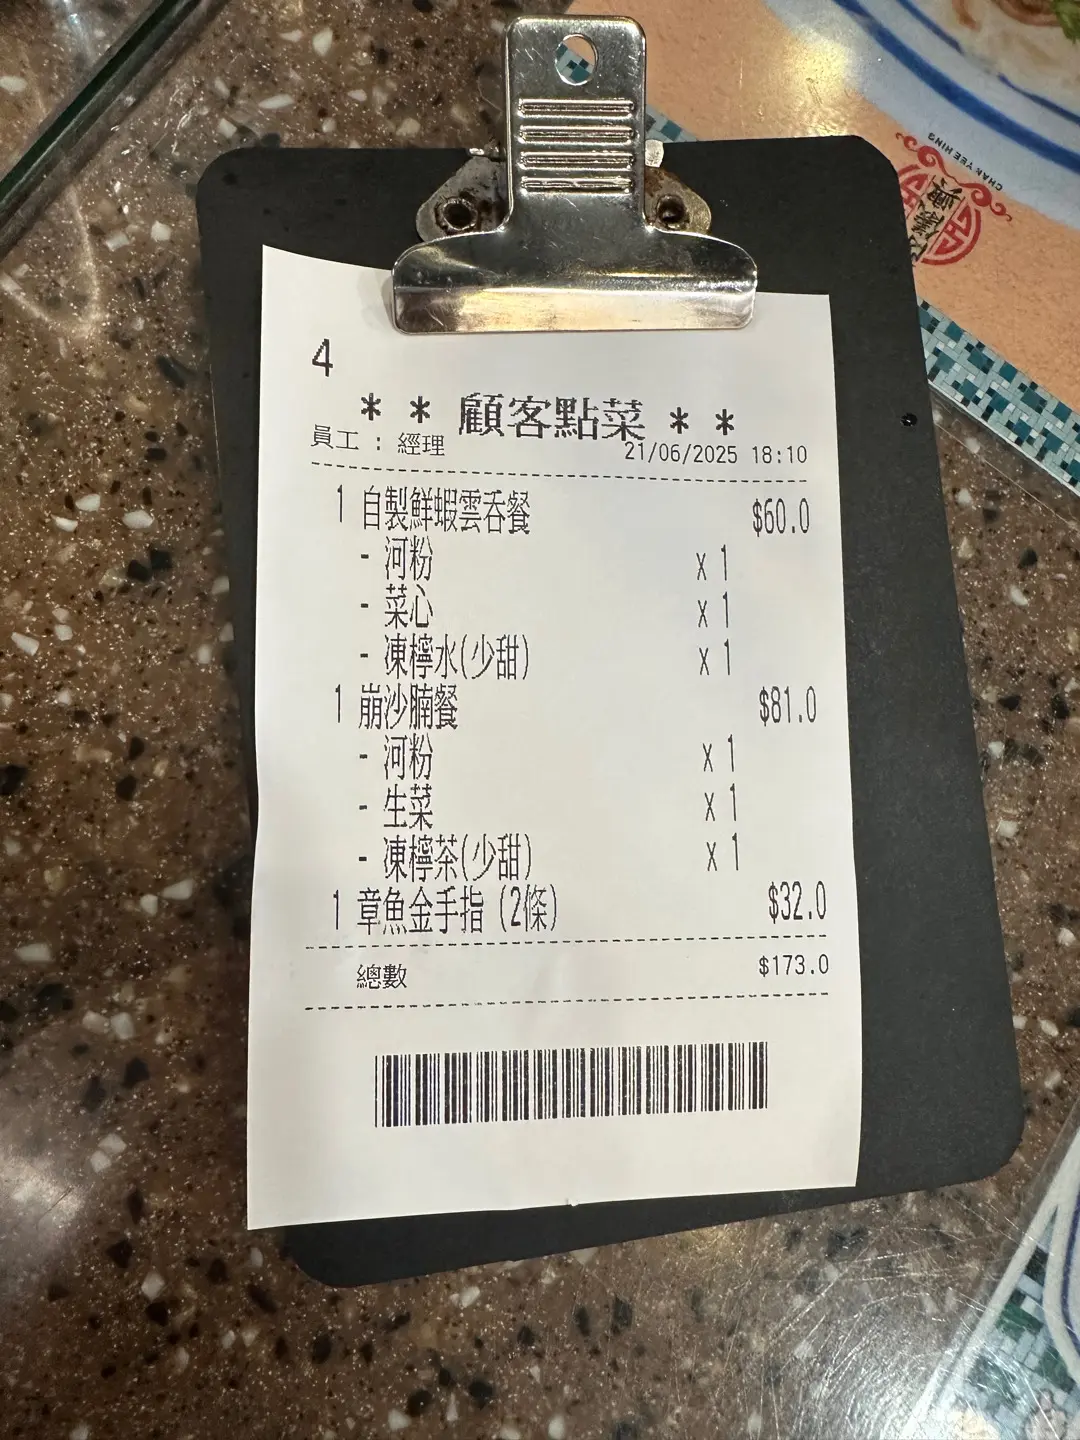 CHAN YEE HING
4
* * 顧客點菜 * *
員工 : 經理 21/06/2025 18:10
1 自製鮮蝦雲吞餐 $60.0
- 河粉 x 1
- 菜心 x 1
- 凍檸水(少甜) x 1
1 崩沙腩餐 $81.0
- 河粉 x 1
- 生菜 x 1
- 凍檸茶(少甜) x 1
1 章魚金手指 (2條) $32.0
總數 $173.0